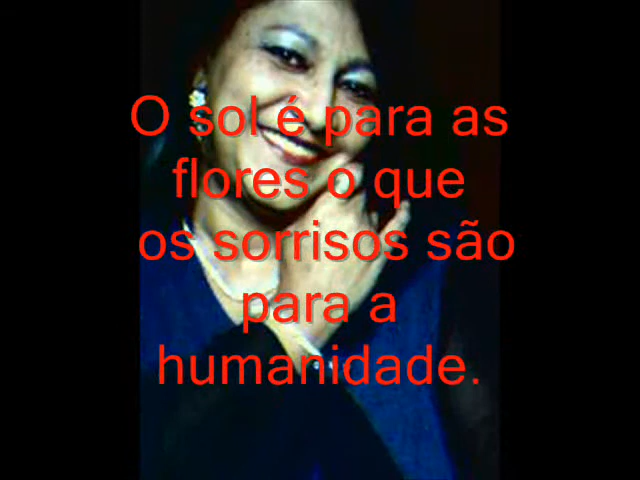 O sol é para as
flores o que
os sorrisos são
para a
humanidade.